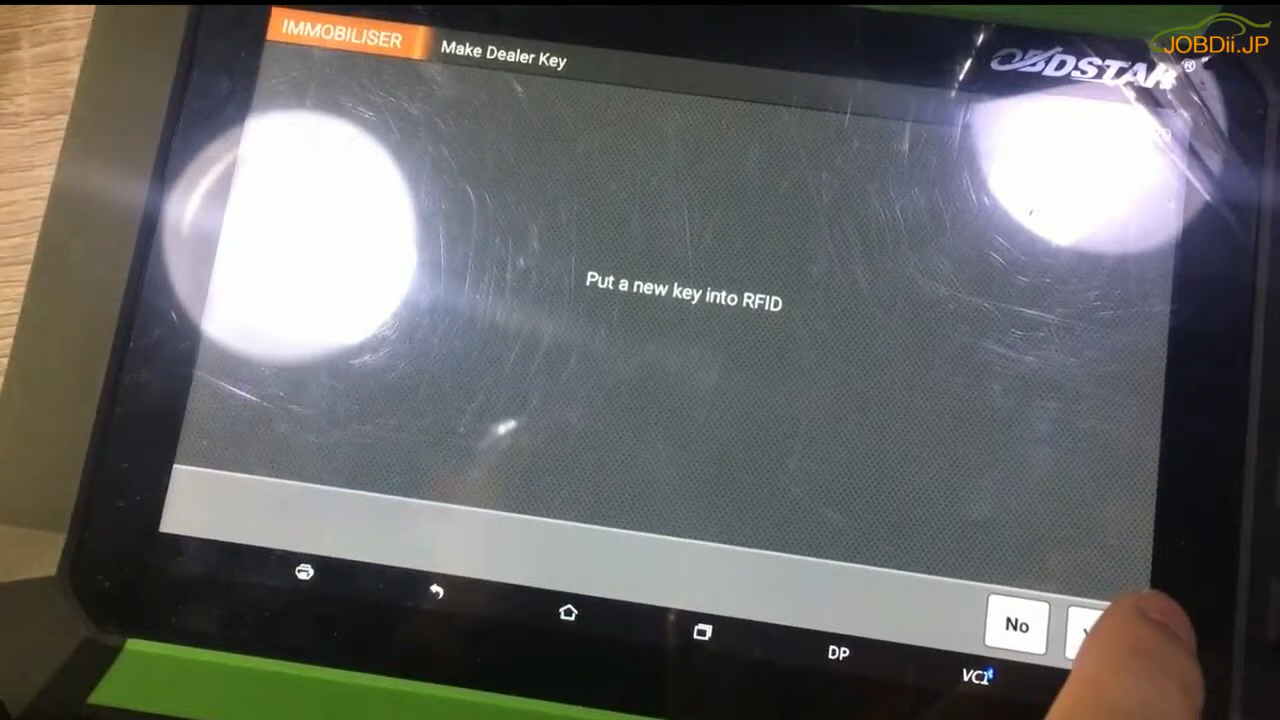 IMMOBILISER
Make Dealer Key
OBDSTAR®
JOBDii.JP
Put a new key into RFID
No
DP
VCI